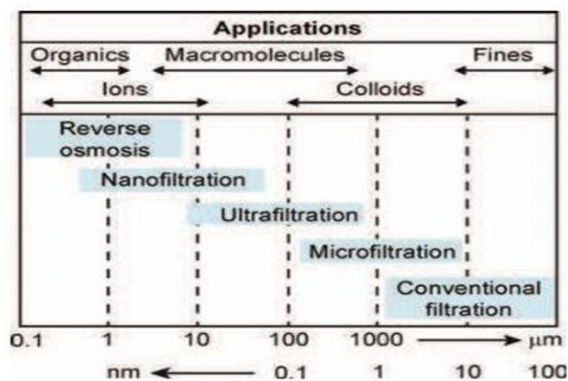 Applications
Organics Macromolecules Fines
Ions Colloids
Reverse
osmosis
Nanofiltration
Ultrafiltration
Microfiltration
Conventional
filtration
0.1 1 10 100 1000 μm
nm 0.1 1 10 100